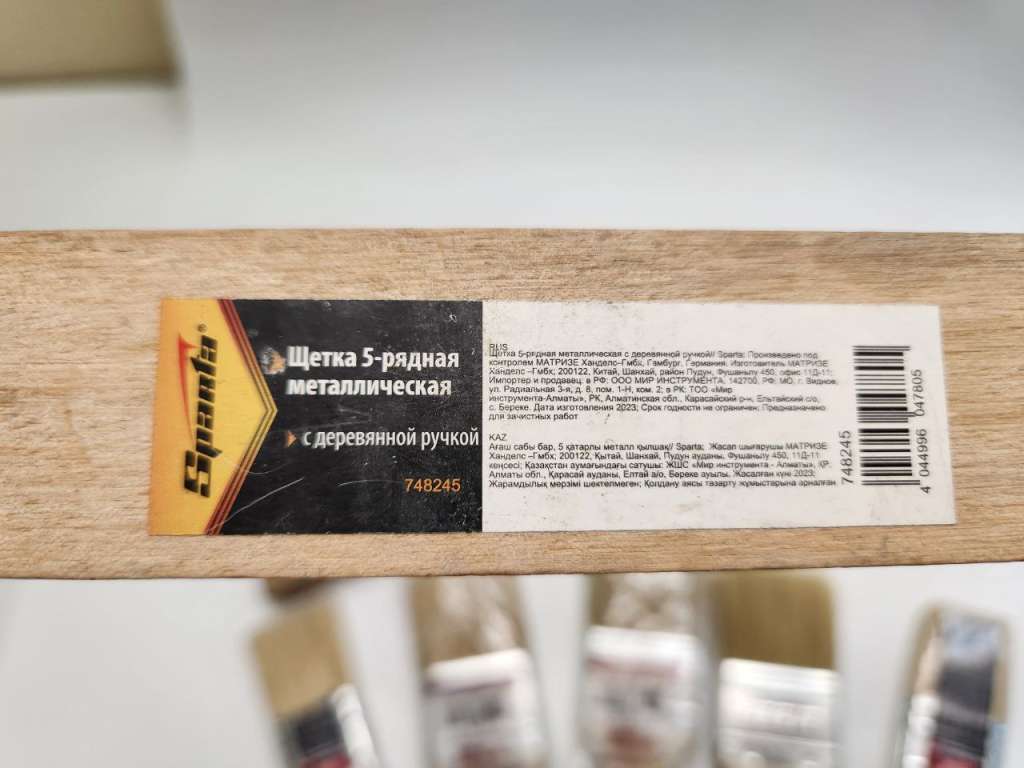 Sparta®
Щетка 5-рядная
металлическая
с деревянной ручкой
748245
RUS
Щетка 5-рядная металлическая с деревянной ручкой// Sparta; Произведено под
контролем МАТРИЗЕ Ханделс-Гмбх, Гамбург, Германия. Изготовитель МАТРИЗЕ
Ханделс –Гмбх, 200122, Китай, Шанхай, район Пудун, Фушаньлу 450, офис 11Д-11;
Импортер и продавец: в РФ: ООО МИР ИНСТРУМЕНТА, 142700, РФ, МО, г. Видное,
ул. Радиальная 3-я, д. 8, пом. 1-Н, ком. 2; в РК: ТОО «Мир
инструмента-Алматы», РК, Алматинская обл., Карасайский р-н, Ельтайский с/о,
с. Береке. Дата изготовления 2023; Срок годности не ограничен; Предназначено
для зачистных работ
KAZ
Ағаш сабы бар, 5 қатарлы металл қылшақ// Sparta; Жасап шығарушы МАТРИЗЕ
Ханделс –Гмбх, 200122, Қытай, Шанхай, Пудун ауданы, Фушаньлу 450, 11Д-11
кеңсесі; Қазақстан аумағындағы сатушы: ЖШС «Мир инструмента - Алматы», ҚР,
Алматы обл., Қарасай ауданы, Елтай а/о, Береке ауылы, Жасалған күні 2023;
Жарамдылық мерзімі шектелмеген; Қолдану аясы тазарту жұмыстарына арналған
748245
4 044996 047805